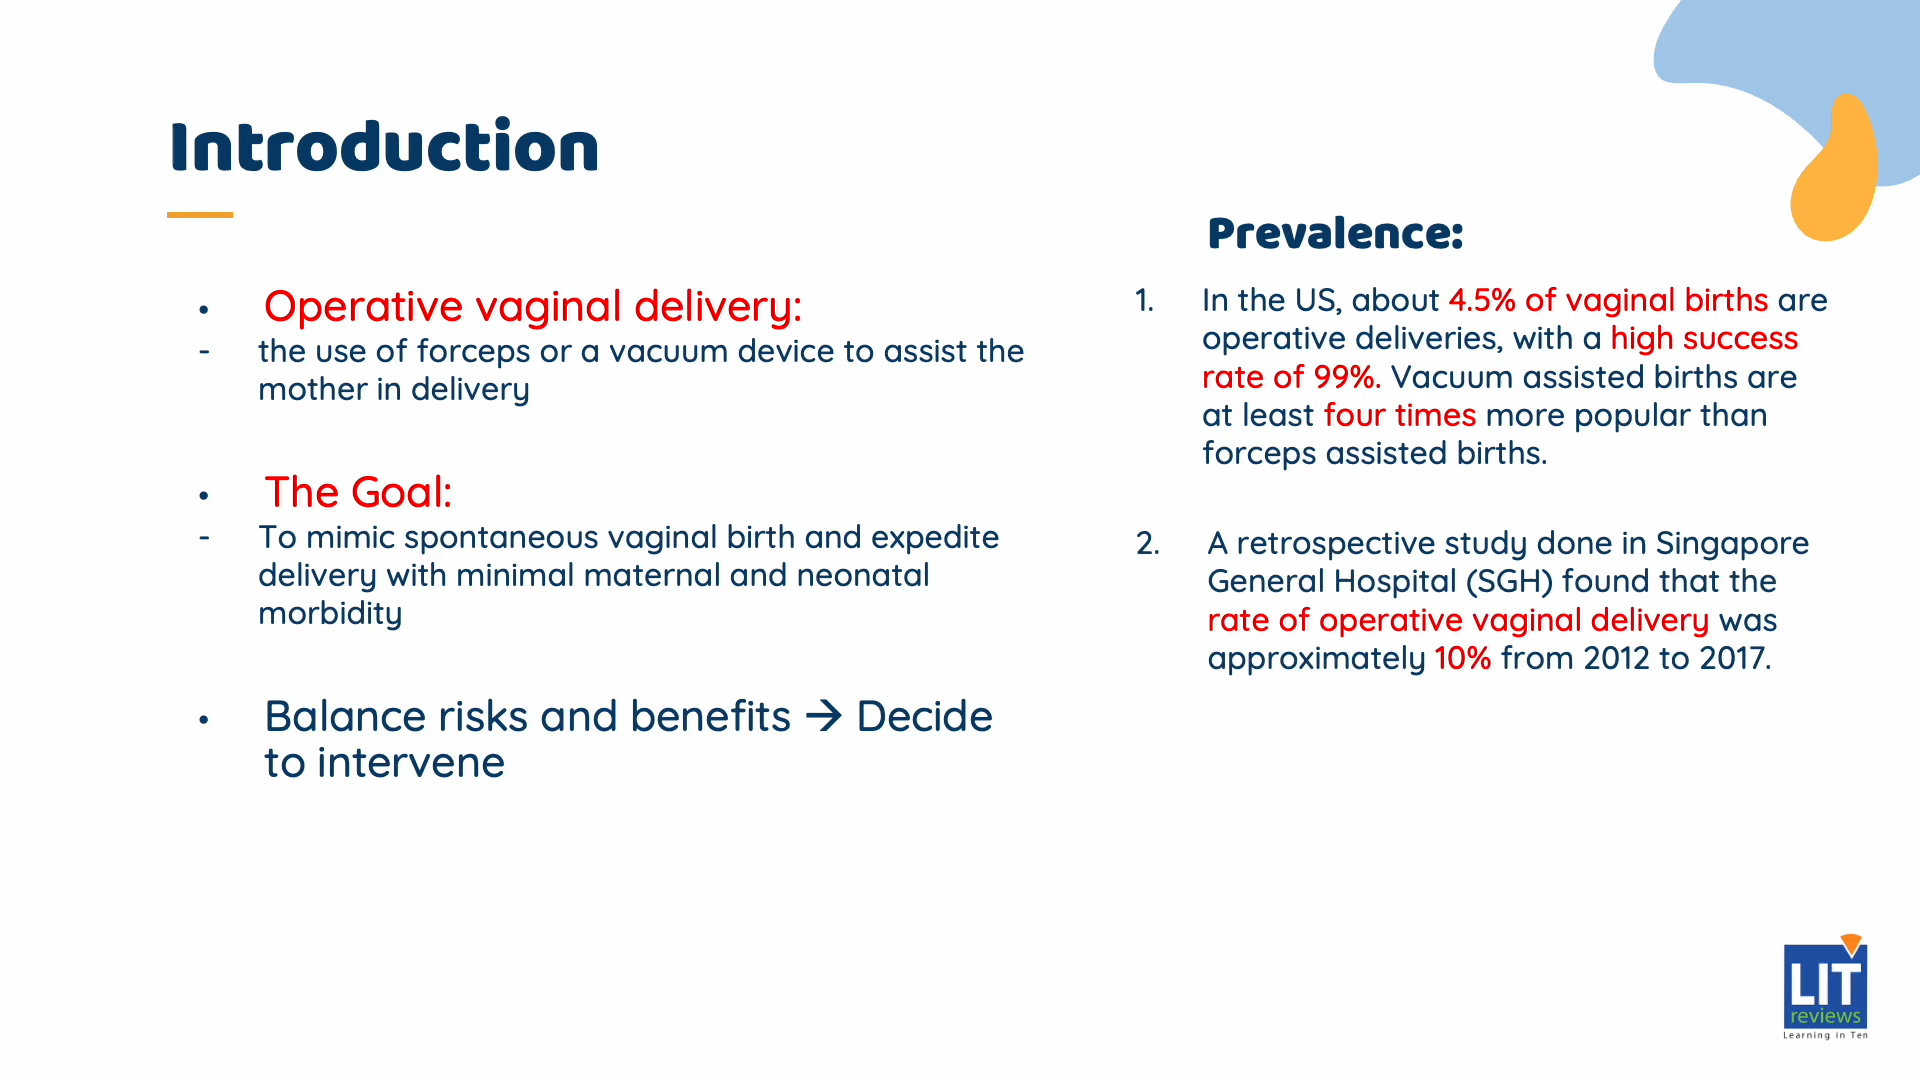 Introduction
• Operative vaginal delivery:
- the use of forceps or a vacuum device to assist the
mother in delivery
• The Goal:
- To mimic spontaneous vaginal birth and expedite
delivery with minimal maternal and neonatal
morbidity
• Balance risks and benefits → Decide
to intervene
Prevalence:
1. In the US, about 4.5% of vaginal births are
operative deliveries, with a high success
rate of 99%. Vacuum assisted births are
at least four times more popular than
forceps assisted births.
2. A retrospective study done in Singapore
General Hospital (SGH) found that the
rate of operative vaginal delivery was
approximately 10% from 2012 to 2017.
LIT
reviews
Learning in Ten